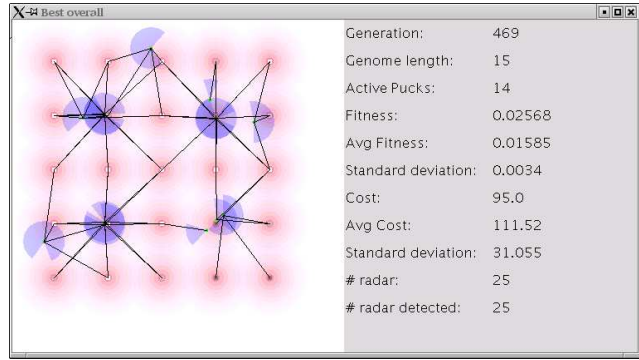 Best overall
Generation: 469
Genome length: 15
Active Pucks: 14
Fitness: 0.02568
Avg Fitness: 0.01585
Standard deviation: 0.0034
Cost: 95.0
Avg Cost: 111.52
Standard deviation: 31.055
# radar: 25
# radar detected: 25